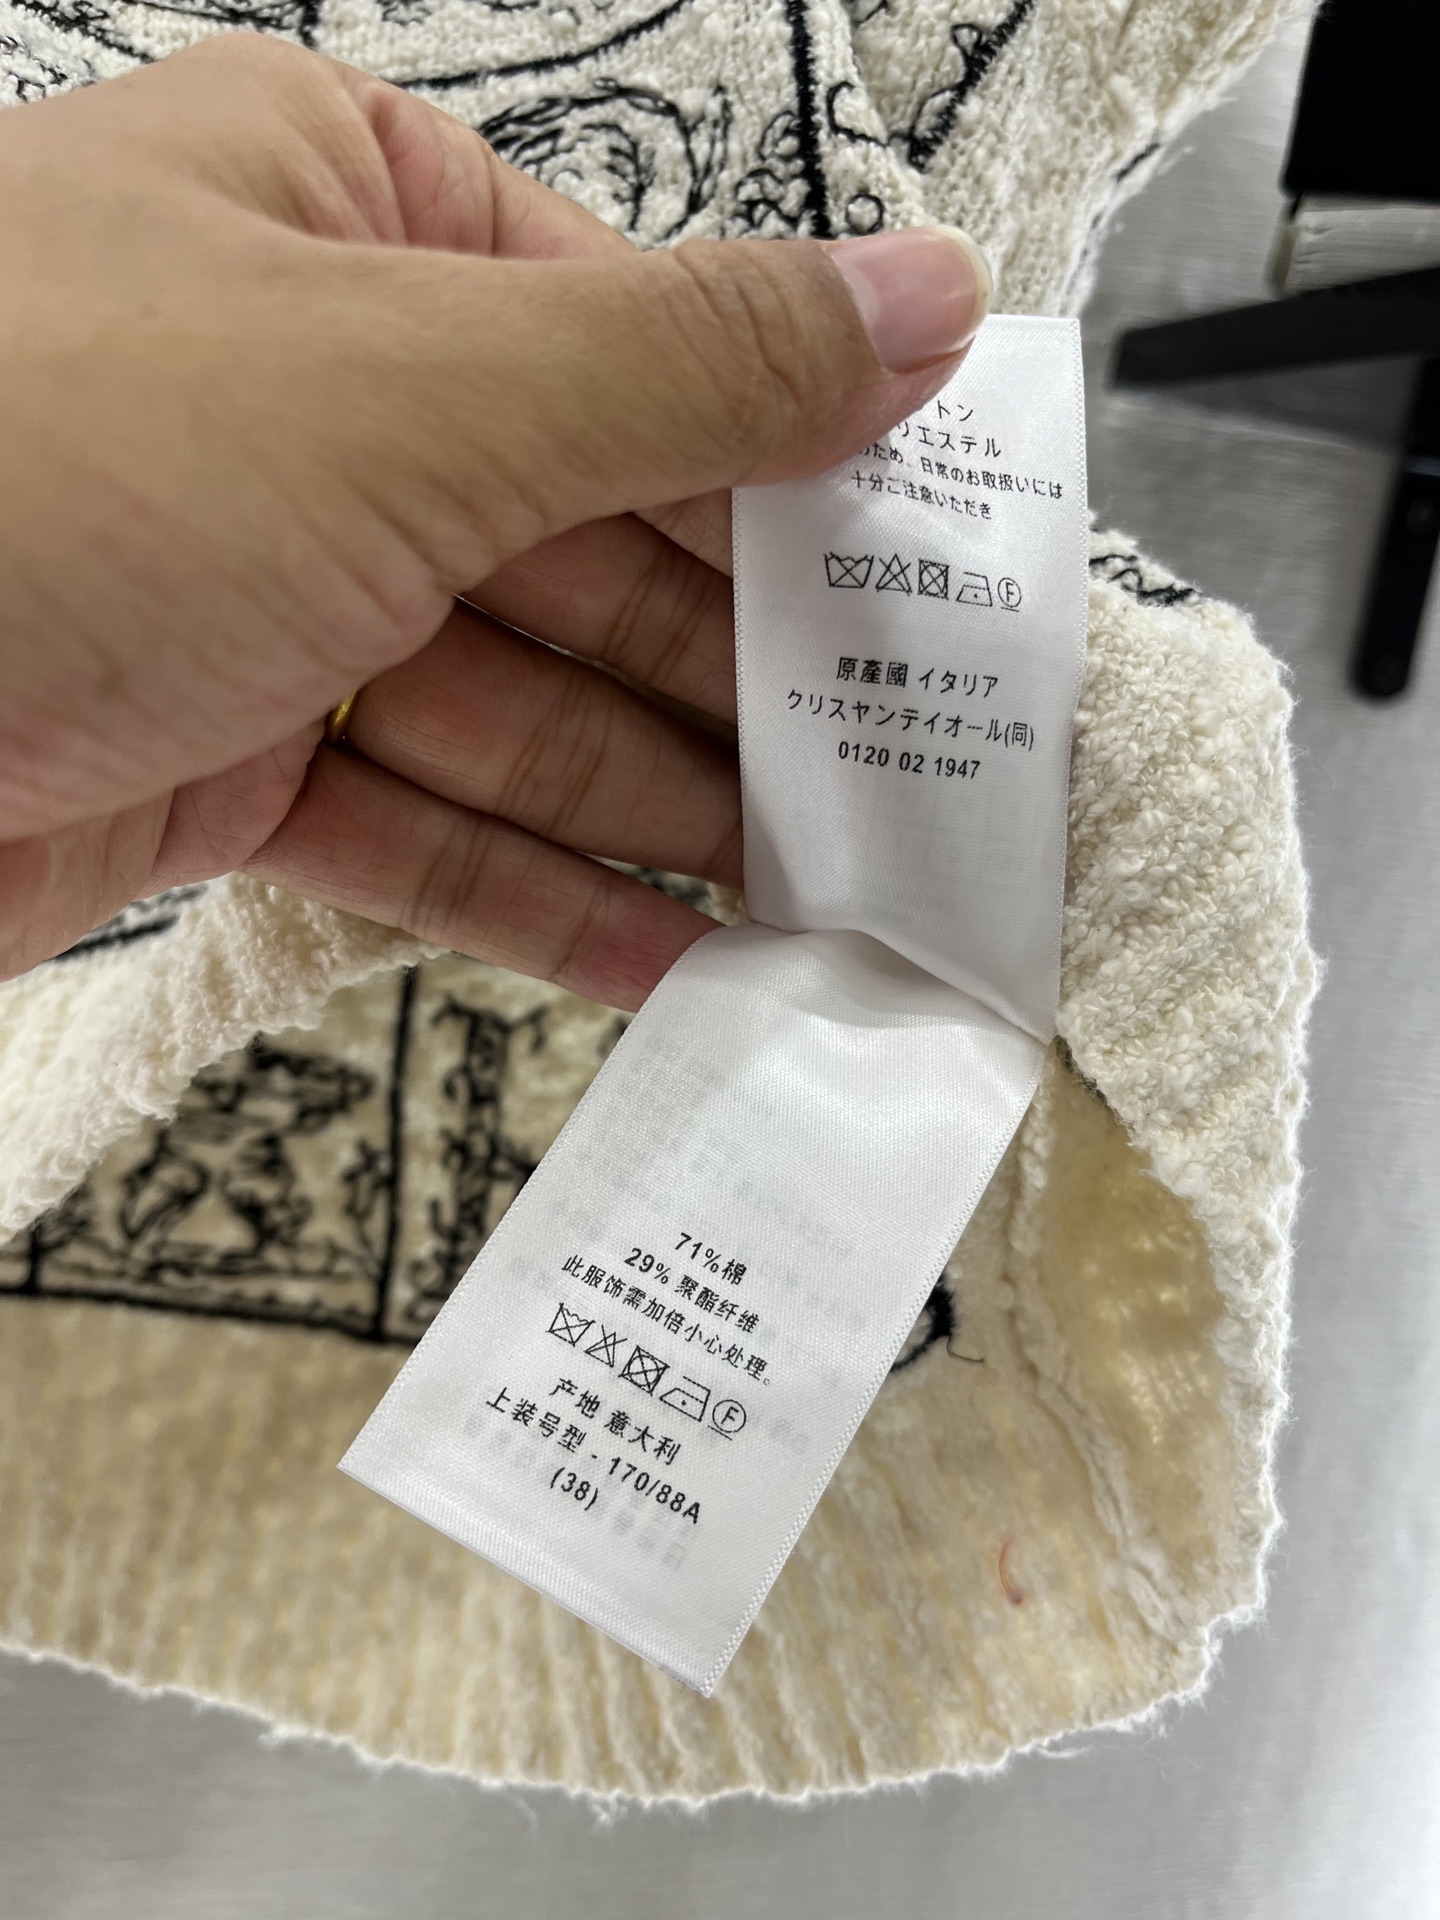 トン
リエステル
ため、日常のお取扱いには
十分ご注意いただき
F
原產國 イタリア
クリスヤンテイオール(同)
0120 02 1947
71%棉
29% 聚酯纤维
此服饰需加倍小心处理。
F
产地 意大利
上装号型 - 170/88A
(38)